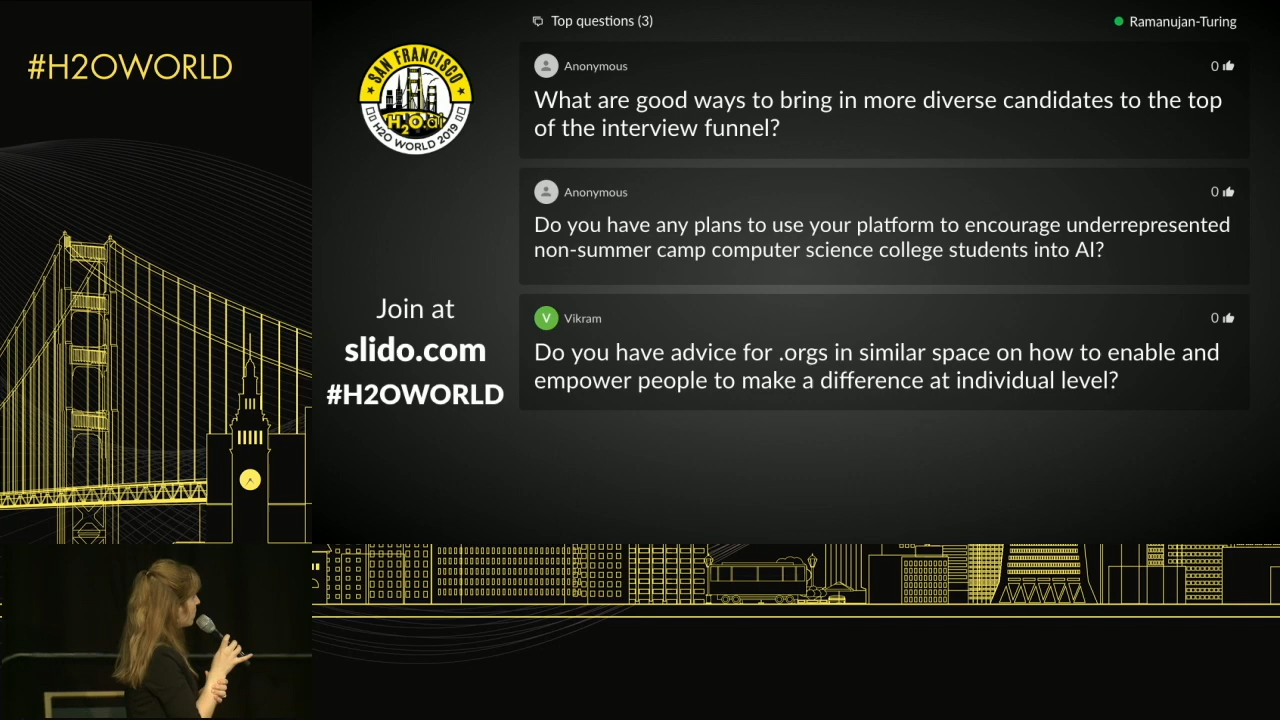 #H2OWORLD
SAN FRANCISCO
H2O.ai
H2O WORLD 2019
Join at
slido.com
#H2OWORLD
Top questions (3)
Ramanujan-Turing
Anonymous
0
What are good ways to bring in more diverse candidates to the top
of the interview funnel?
Anonymous
0
Do you have any plans to use your platform to encourage underrepresented
non-summer camp computer science college students into AI?
V
Vikram
0
Do you have advice for .orgs in similar space on how to enable and
empower people to make a difference at individual level?